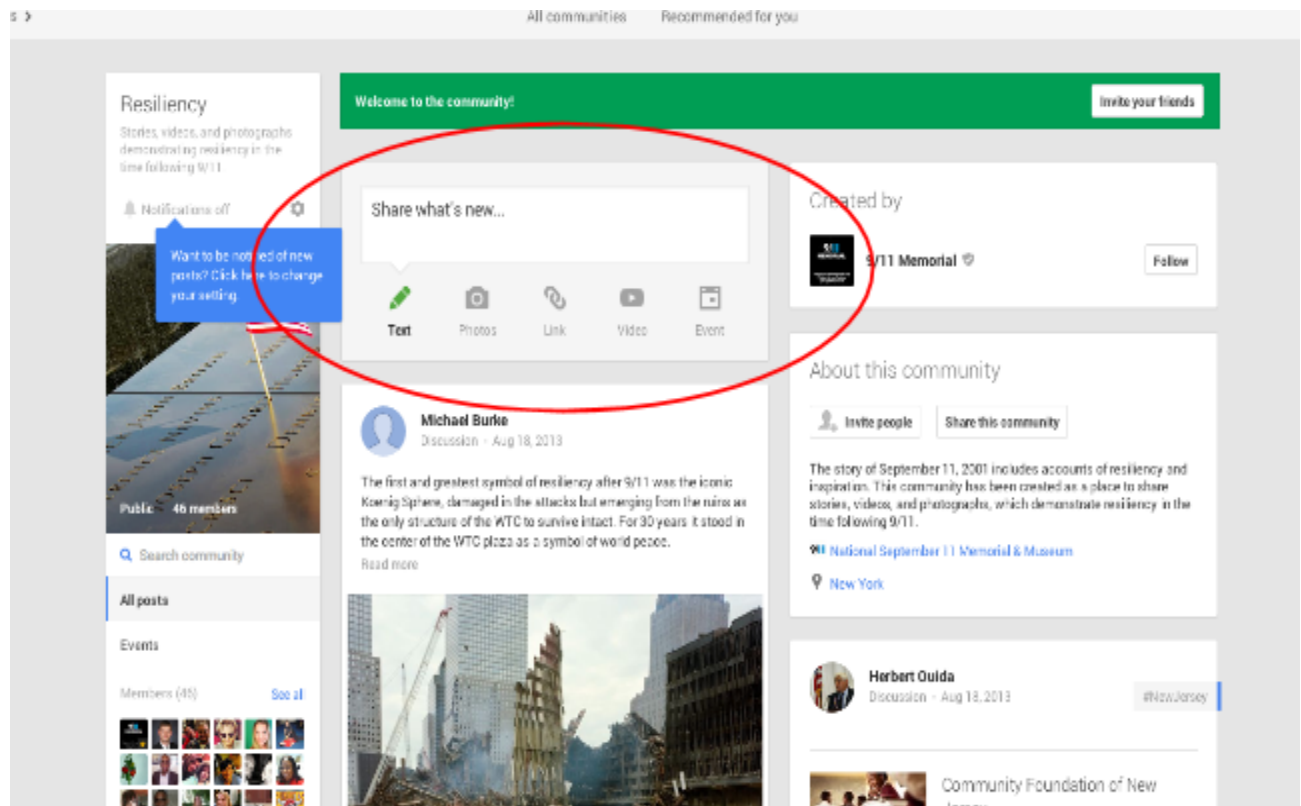 s >
All communities Recommended for you
Resiliency
Stories, videos, and photographs
demonstrating resiliency in the
time following 9/11
Notifications off
Want to be notified of new
posts? Click here to change
your setting.
Public 46 members
Search community
All posts
Events
Members (46) See all
Welcome to the community!
Invite your friends
Share what's new...
Text Photos Link Video Event
Michael Burke
Discussion - Aug 18, 2013
The first and greatest symbol of resiliency after 9/11 was the iconic
Koenig Sphere, damaged in the attacks but emerging from the ruins as
the only structure of the WTC to survive intact. For 30 years it stood in
the center of the WTC plaza as a symbol of world peace.
Read more
Created by
9/11 MEMORIAL
9/11 Memorial
Follow
About this community
Invite people Share this community
The story of September 11, 2001 includes accounts of resiliency and
inspiration. This community has been created as a place to share
stories, videos, and photographs, which demonstrate resiliency in the
time following 9/11.
911 National September 11 Memorial & Museum
New York
Herbert Ouida
Discussion - Aug 18, 2013
#NewJersey
Community Foundation of New
Jersey